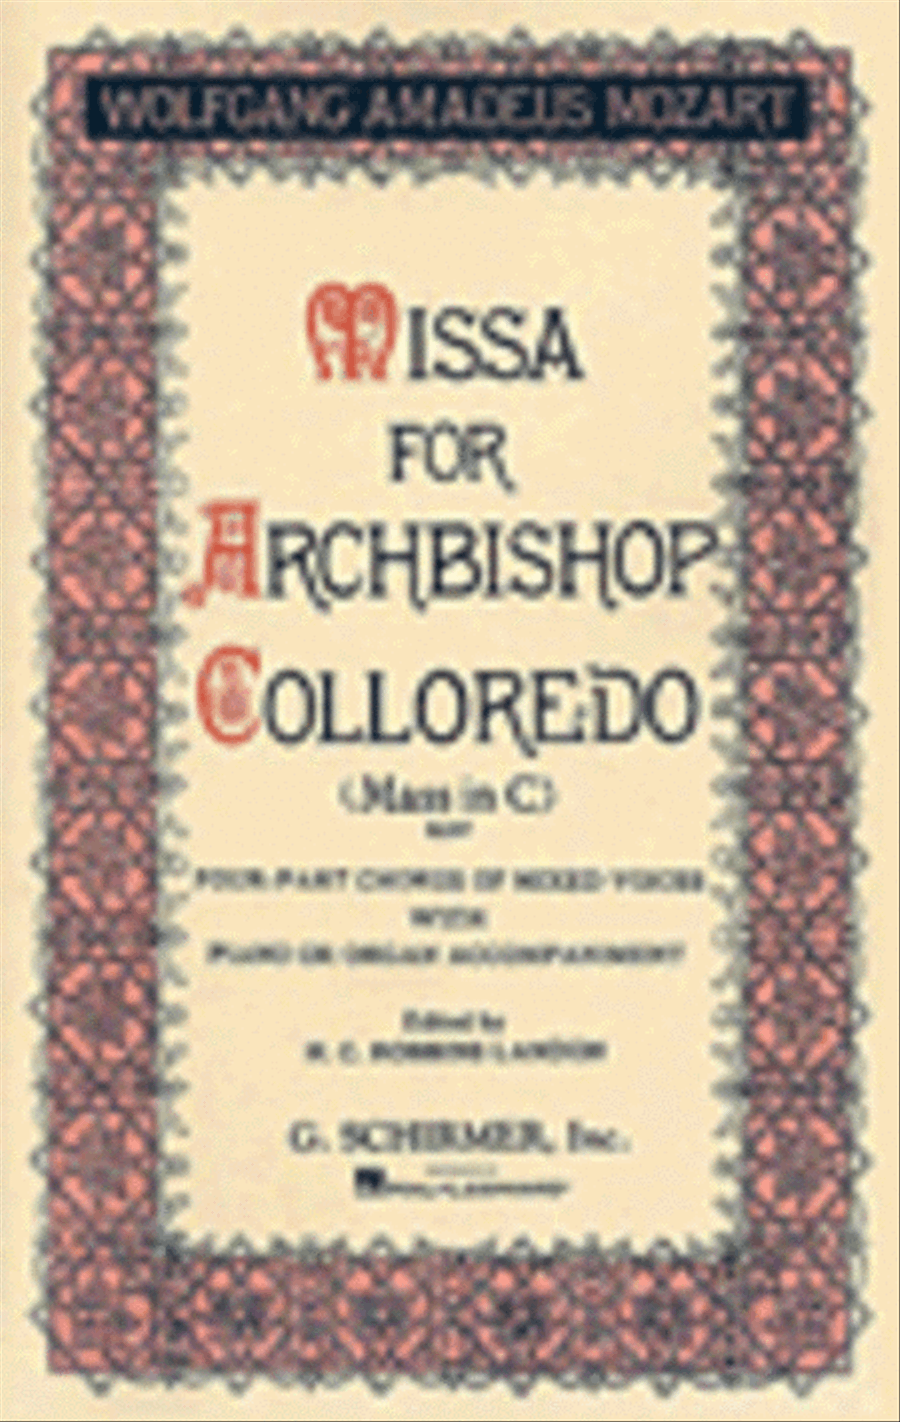 WOLFGANG AMADEUS MOZART
MISSA
FOR
ARCHBISHOP
COLLOREDO
(Mass in C)
FOUR-PART CHORUS OF MIXED VOICES
WITH
PIANO OR ORGAN ACCOMPANIMENT
Edited by
H. C. ROBBINS LANDON
G. SCHIRMER, Inc.